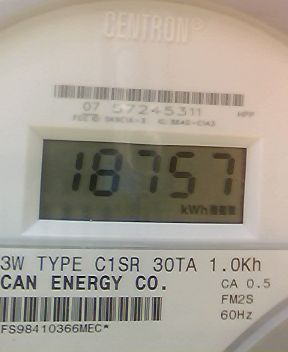 CENTRON®
07 57245311 HPP
18757
kWh
3W TYPE C1SR 30TA 1.0Kh
CAN ENERGY CO.
CA 0.5
FM2S
60Hz
FS98410366MEC*